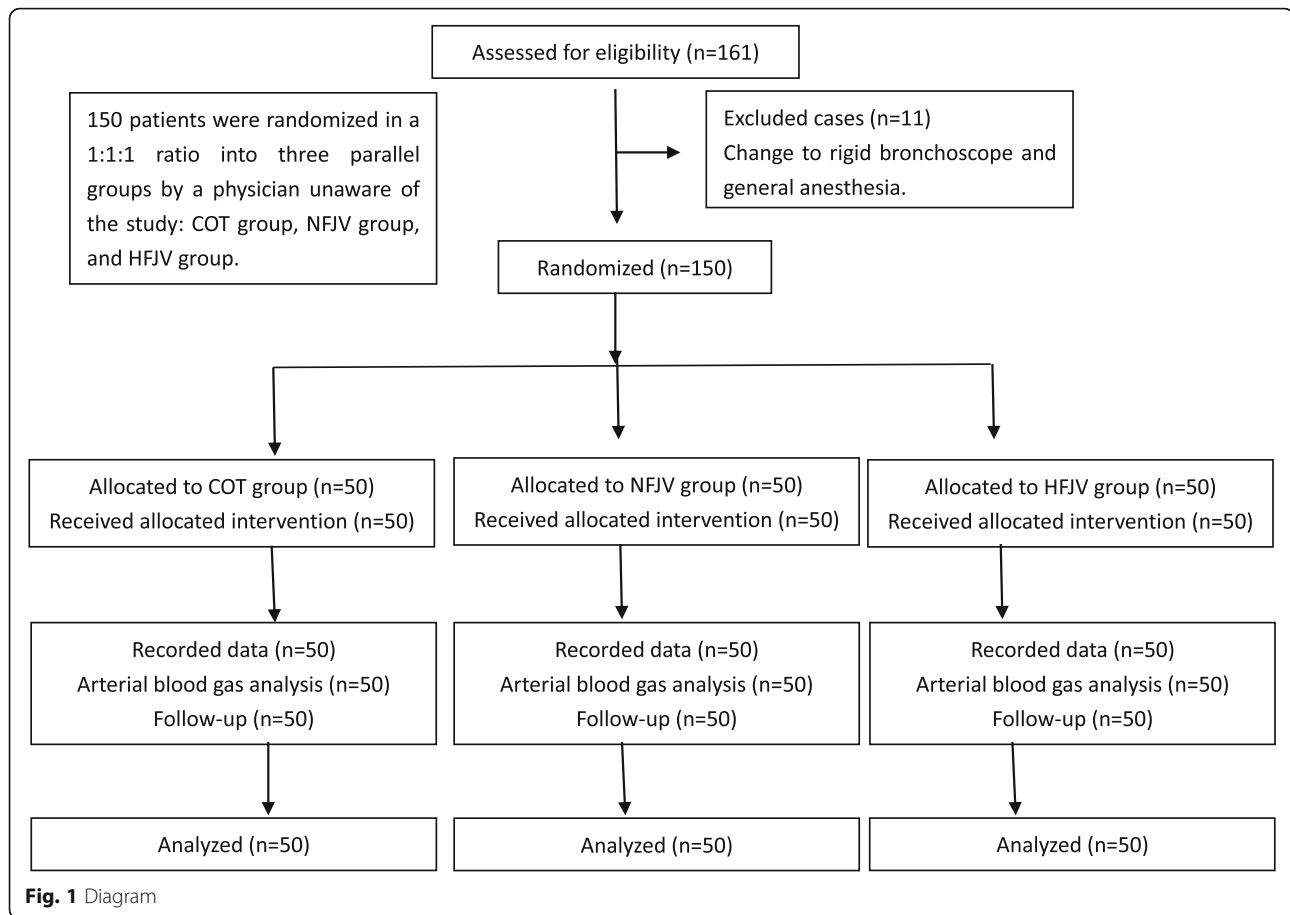 Assessed for eligibility (n=161)
150 patients were randomized in a
1:1:1 ratio into three parallel
groups by a physician unaware of
the study: COT group, NFJV group,
and HFJV group.
Excluded cases (n=11)
Change to rigid bronchoscope and
general anesthesia.
Randomized (n=150)
Allocated to COT group (n=50)
Received allocated intervention (n=50)
Allocated to NFJV group (n=50)
Received allocated intervention (n=50)
Allocated to HFJV group (n=50)
Received allocated intervention (n=50)
Recorded data (n=50)
Arterial blood gas analysis (n=50)
Follow-up (n=50)
Recorded data (n=50)
Arterial blood gas analysis (n=50)
Follow-up (n=50)
Recorded data (n=50)
Arterial blood gas analysis (n=50)
Follow-up (n=50)
Analyzed (n=50)
Analyzed (n=50)
Analyzed (n=50)
Fig. 1 Diagram